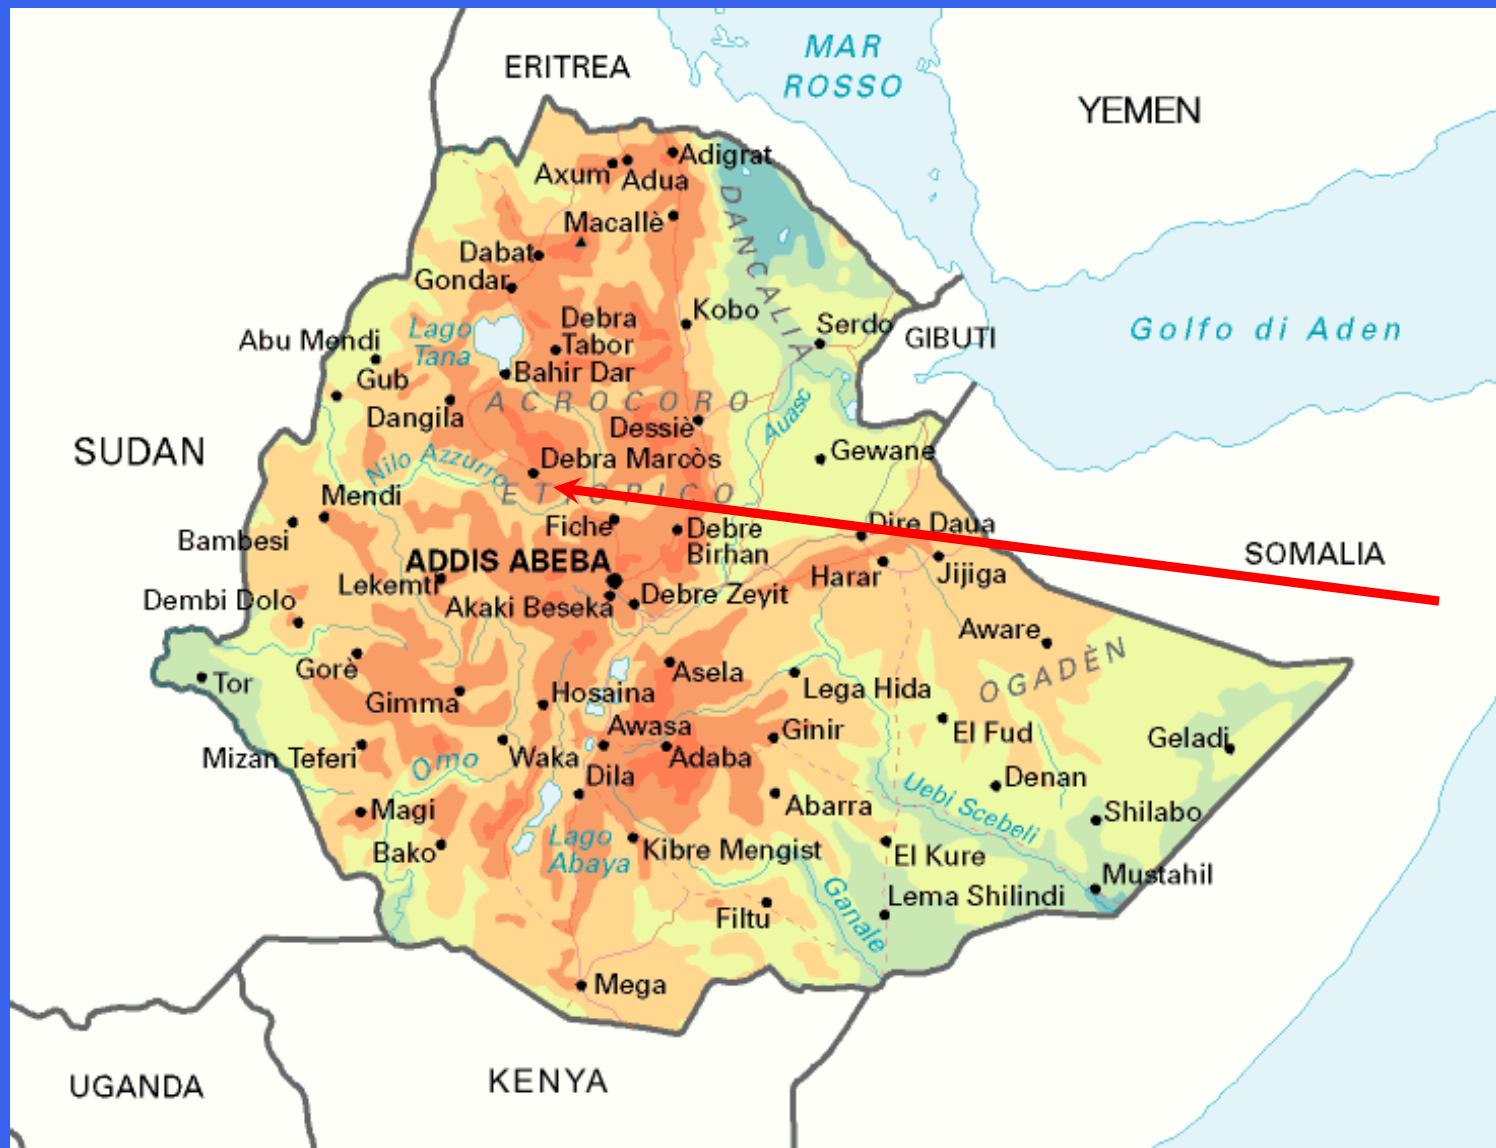 MAR
ROSSO
ERITREA
YEMEN
Adigrat
Axum
Adua
DANCALIA
Macallè
Dabat
Gondar
Kobo
Debra
Tabor
Lago
Tana
Serdo
GIBUTI
Golfo di Aden
Abu Mendi
Gub
Bahir Dar
ACROCORO
Dangila
Dessiè
Auasc
SUDAN
Gewane
Debra Marcòs
Nilo Azzurro
Mendi
ETIOPICO
Fiche
Debre
Birhan
Dire Daua
Bambesi
ADDIS ABEBA
SOMALIA
Lekemti
Harar
Jijiga
Dembi Dolo
Akaki Beseka
Debre Zeyit
Aware
Gorè
Asela
OGADÈN
Tor
Gimma
Hosaina
Lega Hida
Awasa
Ginir
El Fud
Geladi
Mizan Teferi
Omo
Waka
Adaba
Dila
Denan
Magi
Abarra
Uebi Scebeli
Shilabo
Bako
Lago
Abaya
Kibre Mengist
El Kure
Mustahil
Ganale
Lema Shilindi
Filtu
Mega
UGANDA
KENYA